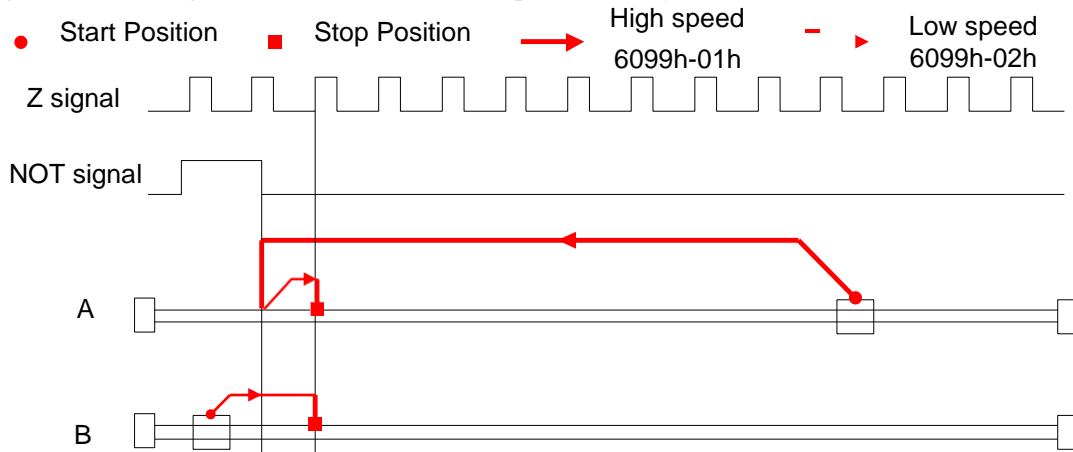 Start Position
Stop Position
High speed
6099h-01h
Low speed
6099h-02h
Z signal
NOT signal
A
B